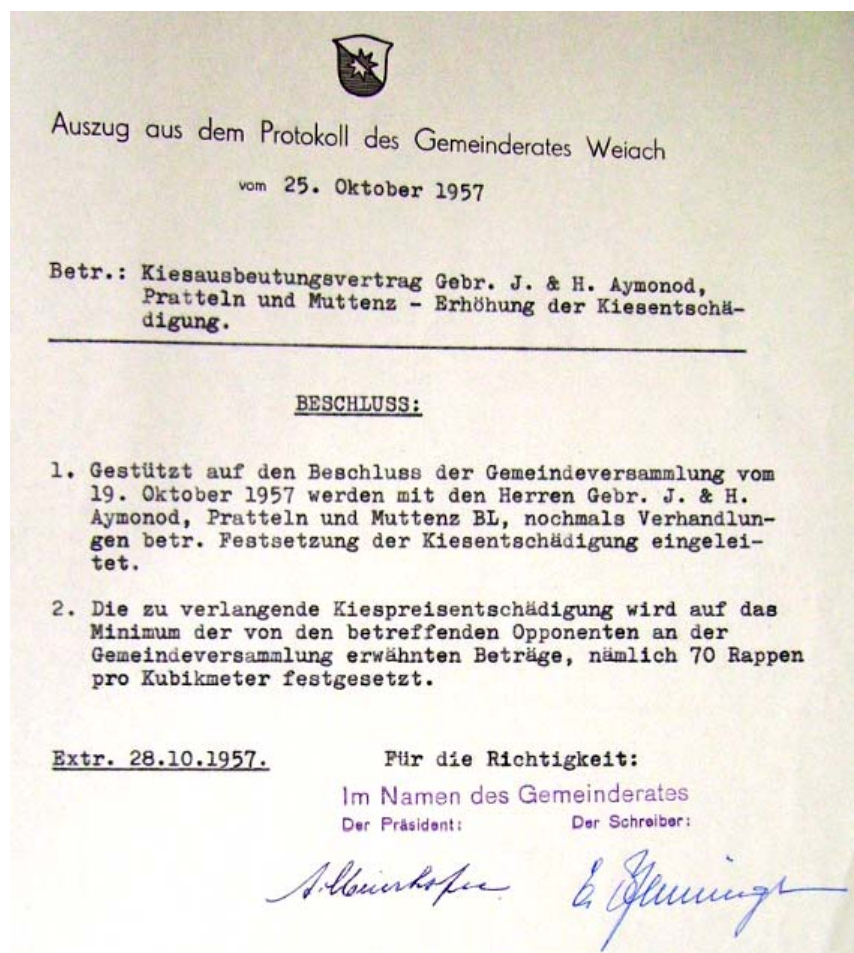 Auszug aus dem Protokoll des Gemeinderates Weiach
vom 25. Oktober 1957
Betr.: Kiesausbeutungsvertrag Gebr. J. & H. Aymonod,
Pratteln und Muttenz - Erhöhung der Kiesentschä-
digung.
BESCHLUSS:
1. Gestützt auf den Beschluss der Gemeindeversammlung vom
19. Oktober 1957 werden mit den Herren Gebr. J. & H.
Aymonod, Pratteln und Muttenz BL, nochmals Verhandlun-
gen betr. Festsetzung der Kiesentschädigung eingelei-
tet.
2. Die zu verlangende Kiespreisentschädigung wird auf das
Minimum der von den betreffenden Opponenten an der
Gemeindeversammlung erwähnten Beträge, nämlich 70 Rappen
pro Kubikmeter festgesetzt.
Extr. 28.10.1957. Für die Richtigkeit:
Im Namen des Gemeinderates
Der Präsident: Der Schreiber: